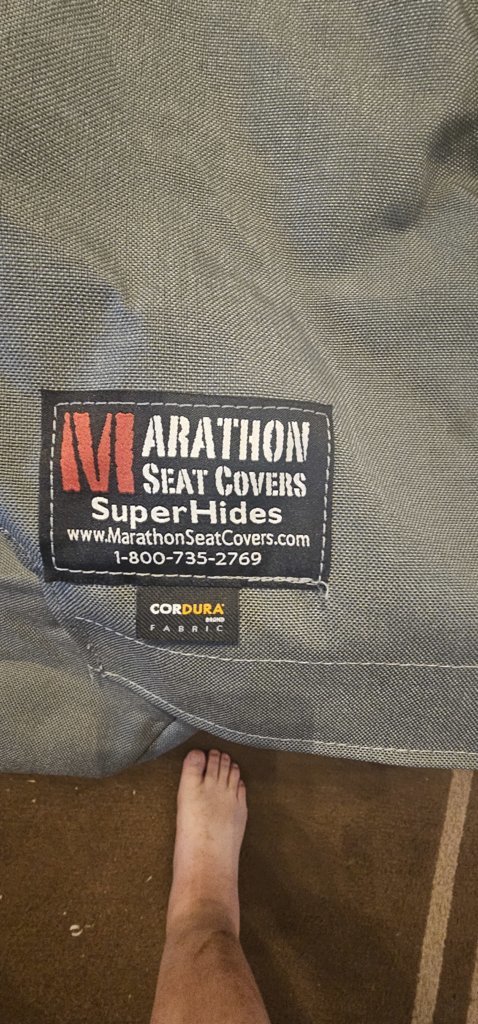 MARATHON
SEAT COVERS
SuperHides
www.MarathonSeatCovers.com
1-800-735-2769
CORDURA®
BRAND
FABRIC